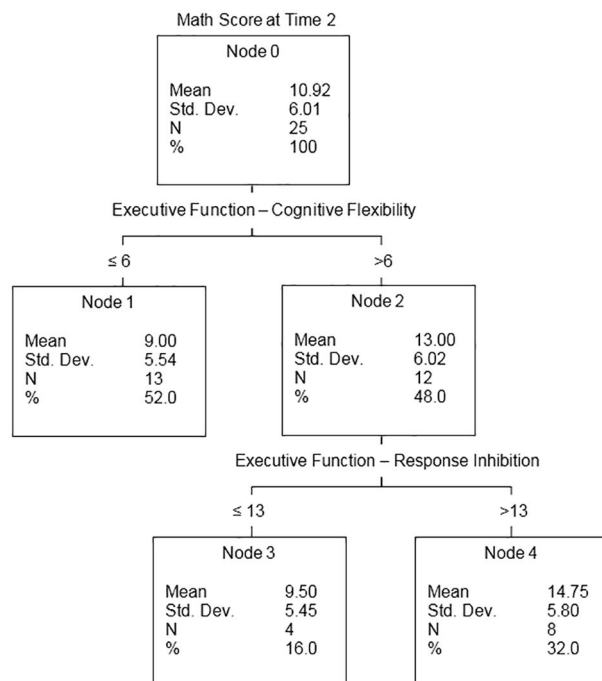 Math Score at Time 2
Node 0
Mean 10.92
Std. Dev. 6.01
N 25
% 100
Executive Function – Cognitive Flexibility
≤ 6
>6
Node 1
Mean 9.00
Std. Dev. 5.54
N 13
% 52.0
Node 2
Mean 13.00
Std. Dev. 6.02
N 12
% 48.0
Executive Function – Response Inhibition
≤ 13
>13
Node 3
Mean 9.50
Std. Dev. 5.45
N 4
% 16.0
Node 4
Mean 14.75
Std. Dev. 5.80
N 8
% 32.0